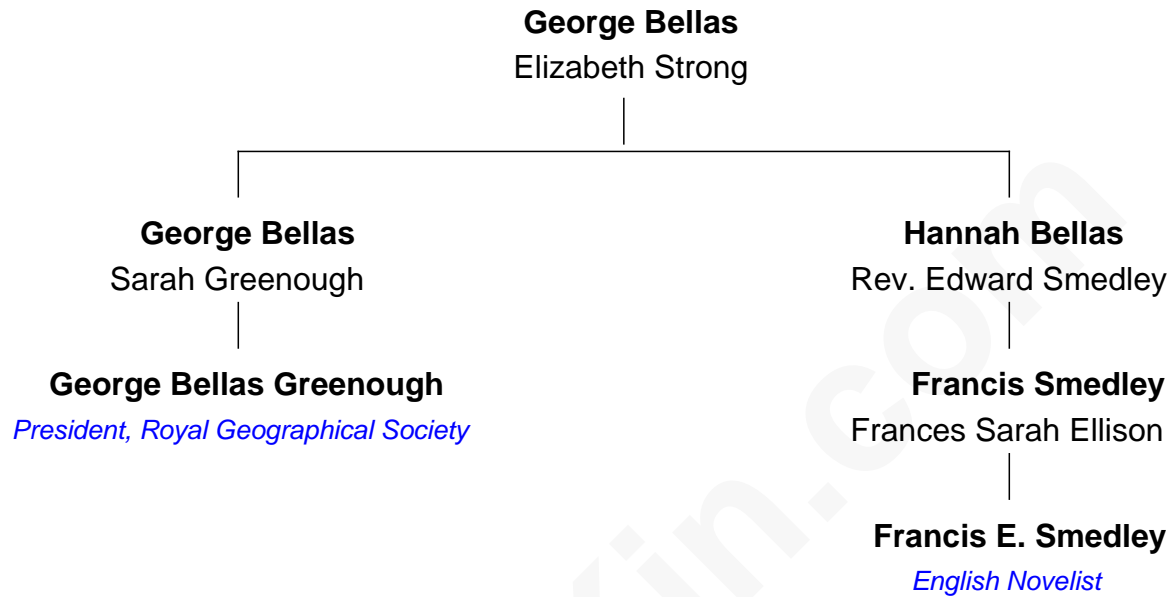 George Bellas
Elizabeth Strong
George Bellas
Sarah Greenough
Hannah Bellas
Rev. Edward Smedley
George Bellas Greenough
President, Royal Geographical Society
Francis Smedley
Frances Sarah Ellison
Francis E. Smedley
English Novelist